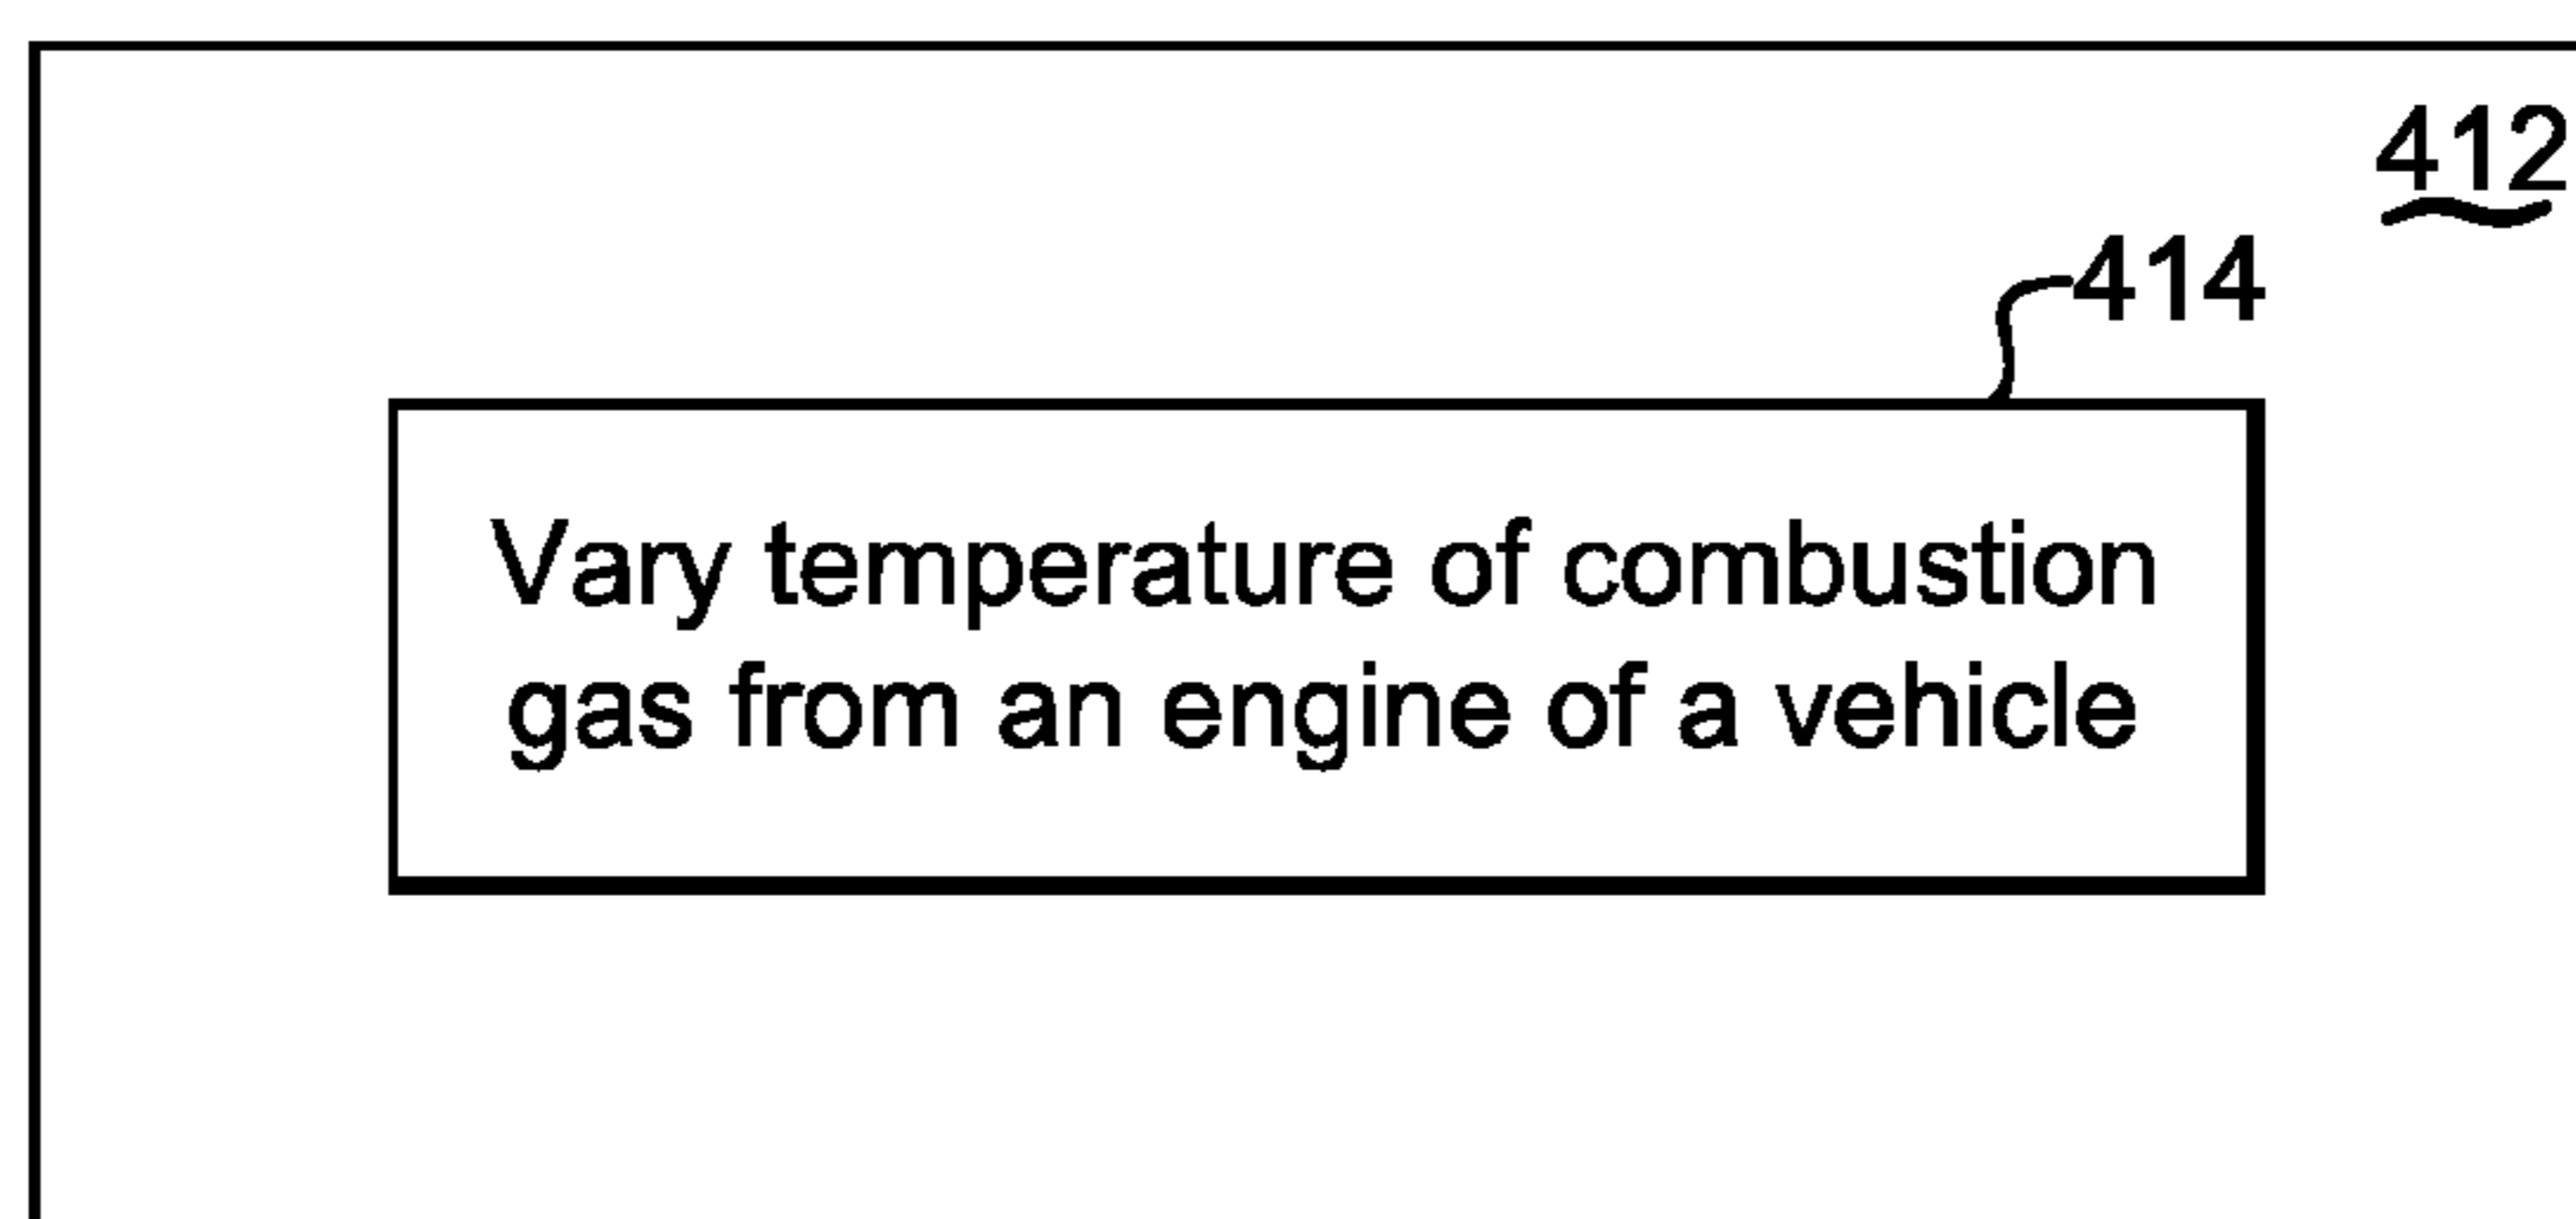 412
414
Vary temperature of combustion
gas from an engine of a vehicle